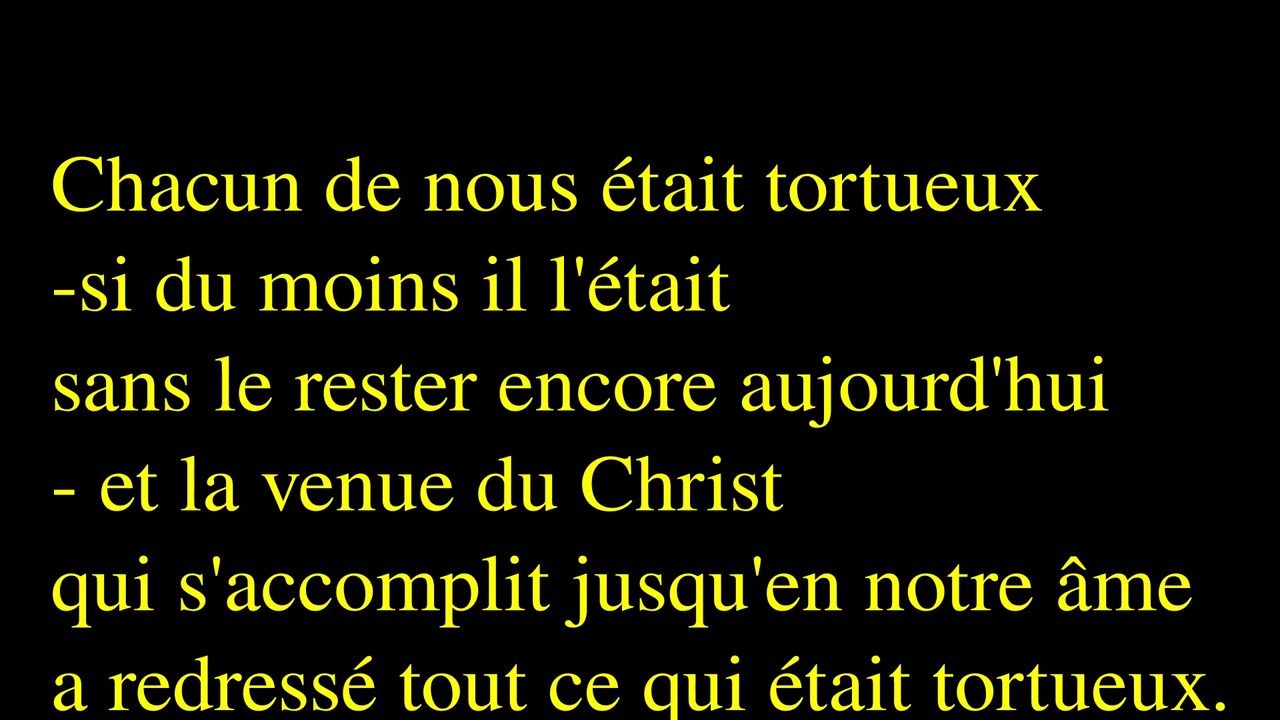 Chacun de nous était tortueux
-si du moins il l'était
sans le rester encore aujourd'hui
- et la venue du Christ
qui s'accomplit jusqu'en notre âme
a redressé tout ce qui était tortueux.